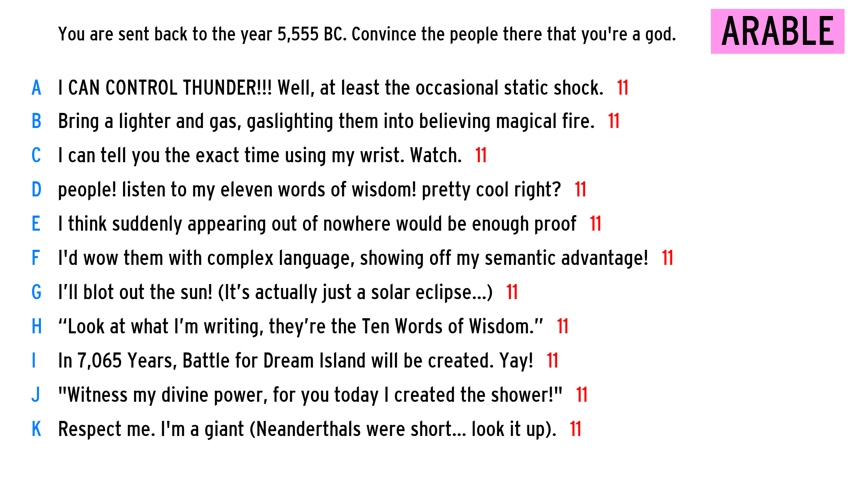 You are sent back to the year 5,555 BC. Convince the people there that you're a god.
ARABLE
A I CAN CONTROL THUNDER!!! Well, at least the occasional static shock. 11
B Bring a lighter and gas, gaslighting them into believing magical fire. 11
C I can tell you the exact time using my wrist. Watch. 11
D people! listen to my eleven words of wisdom! pretty cool right? 11
E I think suddenly appearing out of nowhere would be enough proof 11
F I'd wow them with complex language, showing off my semantic advantage! 11
G I’ll blot out the sun! (It’s actually just a solar eclipse...) 11
H “Look at what I’m writing, they’re the Ten Words of Wisdom.” 11
I In 7,065 Years, Battle for Dream Island will be created. Yay! 11
J "Witness my divine power, for you today I created the shower!" 11
K Respect me. I'm a giant (Neanderthals were short... look it up). 11